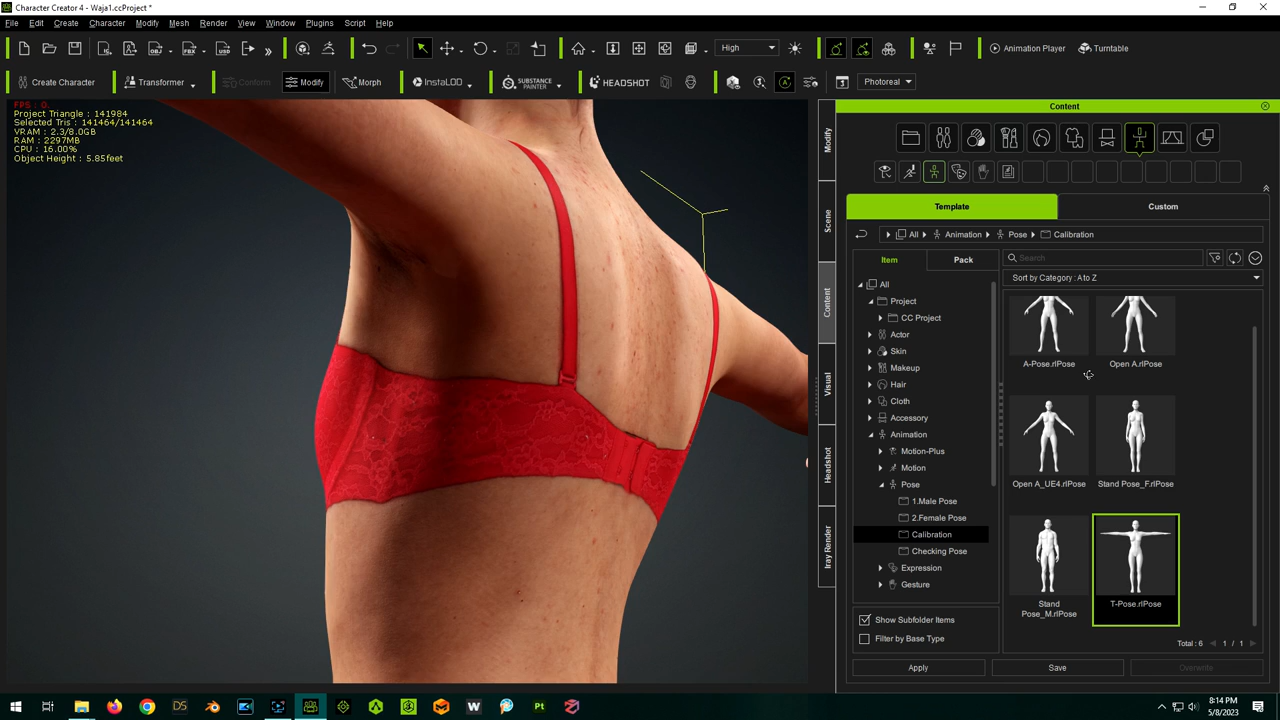 Character Creator 4 - Waja1.ccProject *
File Edit Create Character Modify Mesh Render View Window Plugins Script Help
High
Animation Player
Turntable
Create Character
Transformer
Conform
Modify
Morph
InstaLOD
SUBSTANCE PAINTER
HEADSHOT
Photoreal
FPS : 0.
Project Triangle : 141984
Selected Tris : 141464/141464
VRAM : 2.3/8.0GB
RAM : 2297MB
CPU : 16.00%
Object Height : 5.85feet
Modify
Scene
Content
Visual
Headshot
Iray Render
Content
Template
Custom
All
Animation
Pose
Calibration
Item
Pack
Search
Sort by Category : A to Z
All
Project
CC Project
Actor
Skin
Makeup
Hair
Cloth
Accessory
Animation
Motion-Plus
Motion
Pose
1.Male Pose
2.Female Pose
Calibration
Checking Pose
Expression
Gesture
A-Pose.rlPose
Open A.rlPose
Open A_UE4.rlPose
Stand Pose_F.rlPose
Stand
Pose_M.rlPose
T-Pose.rlPose
Show Subfolder Items
Filter by Base Type
Total : 6
1 / 1
Apply
Save
Overwrite
DS
W
Pt
8:14 PM
5/8/2023